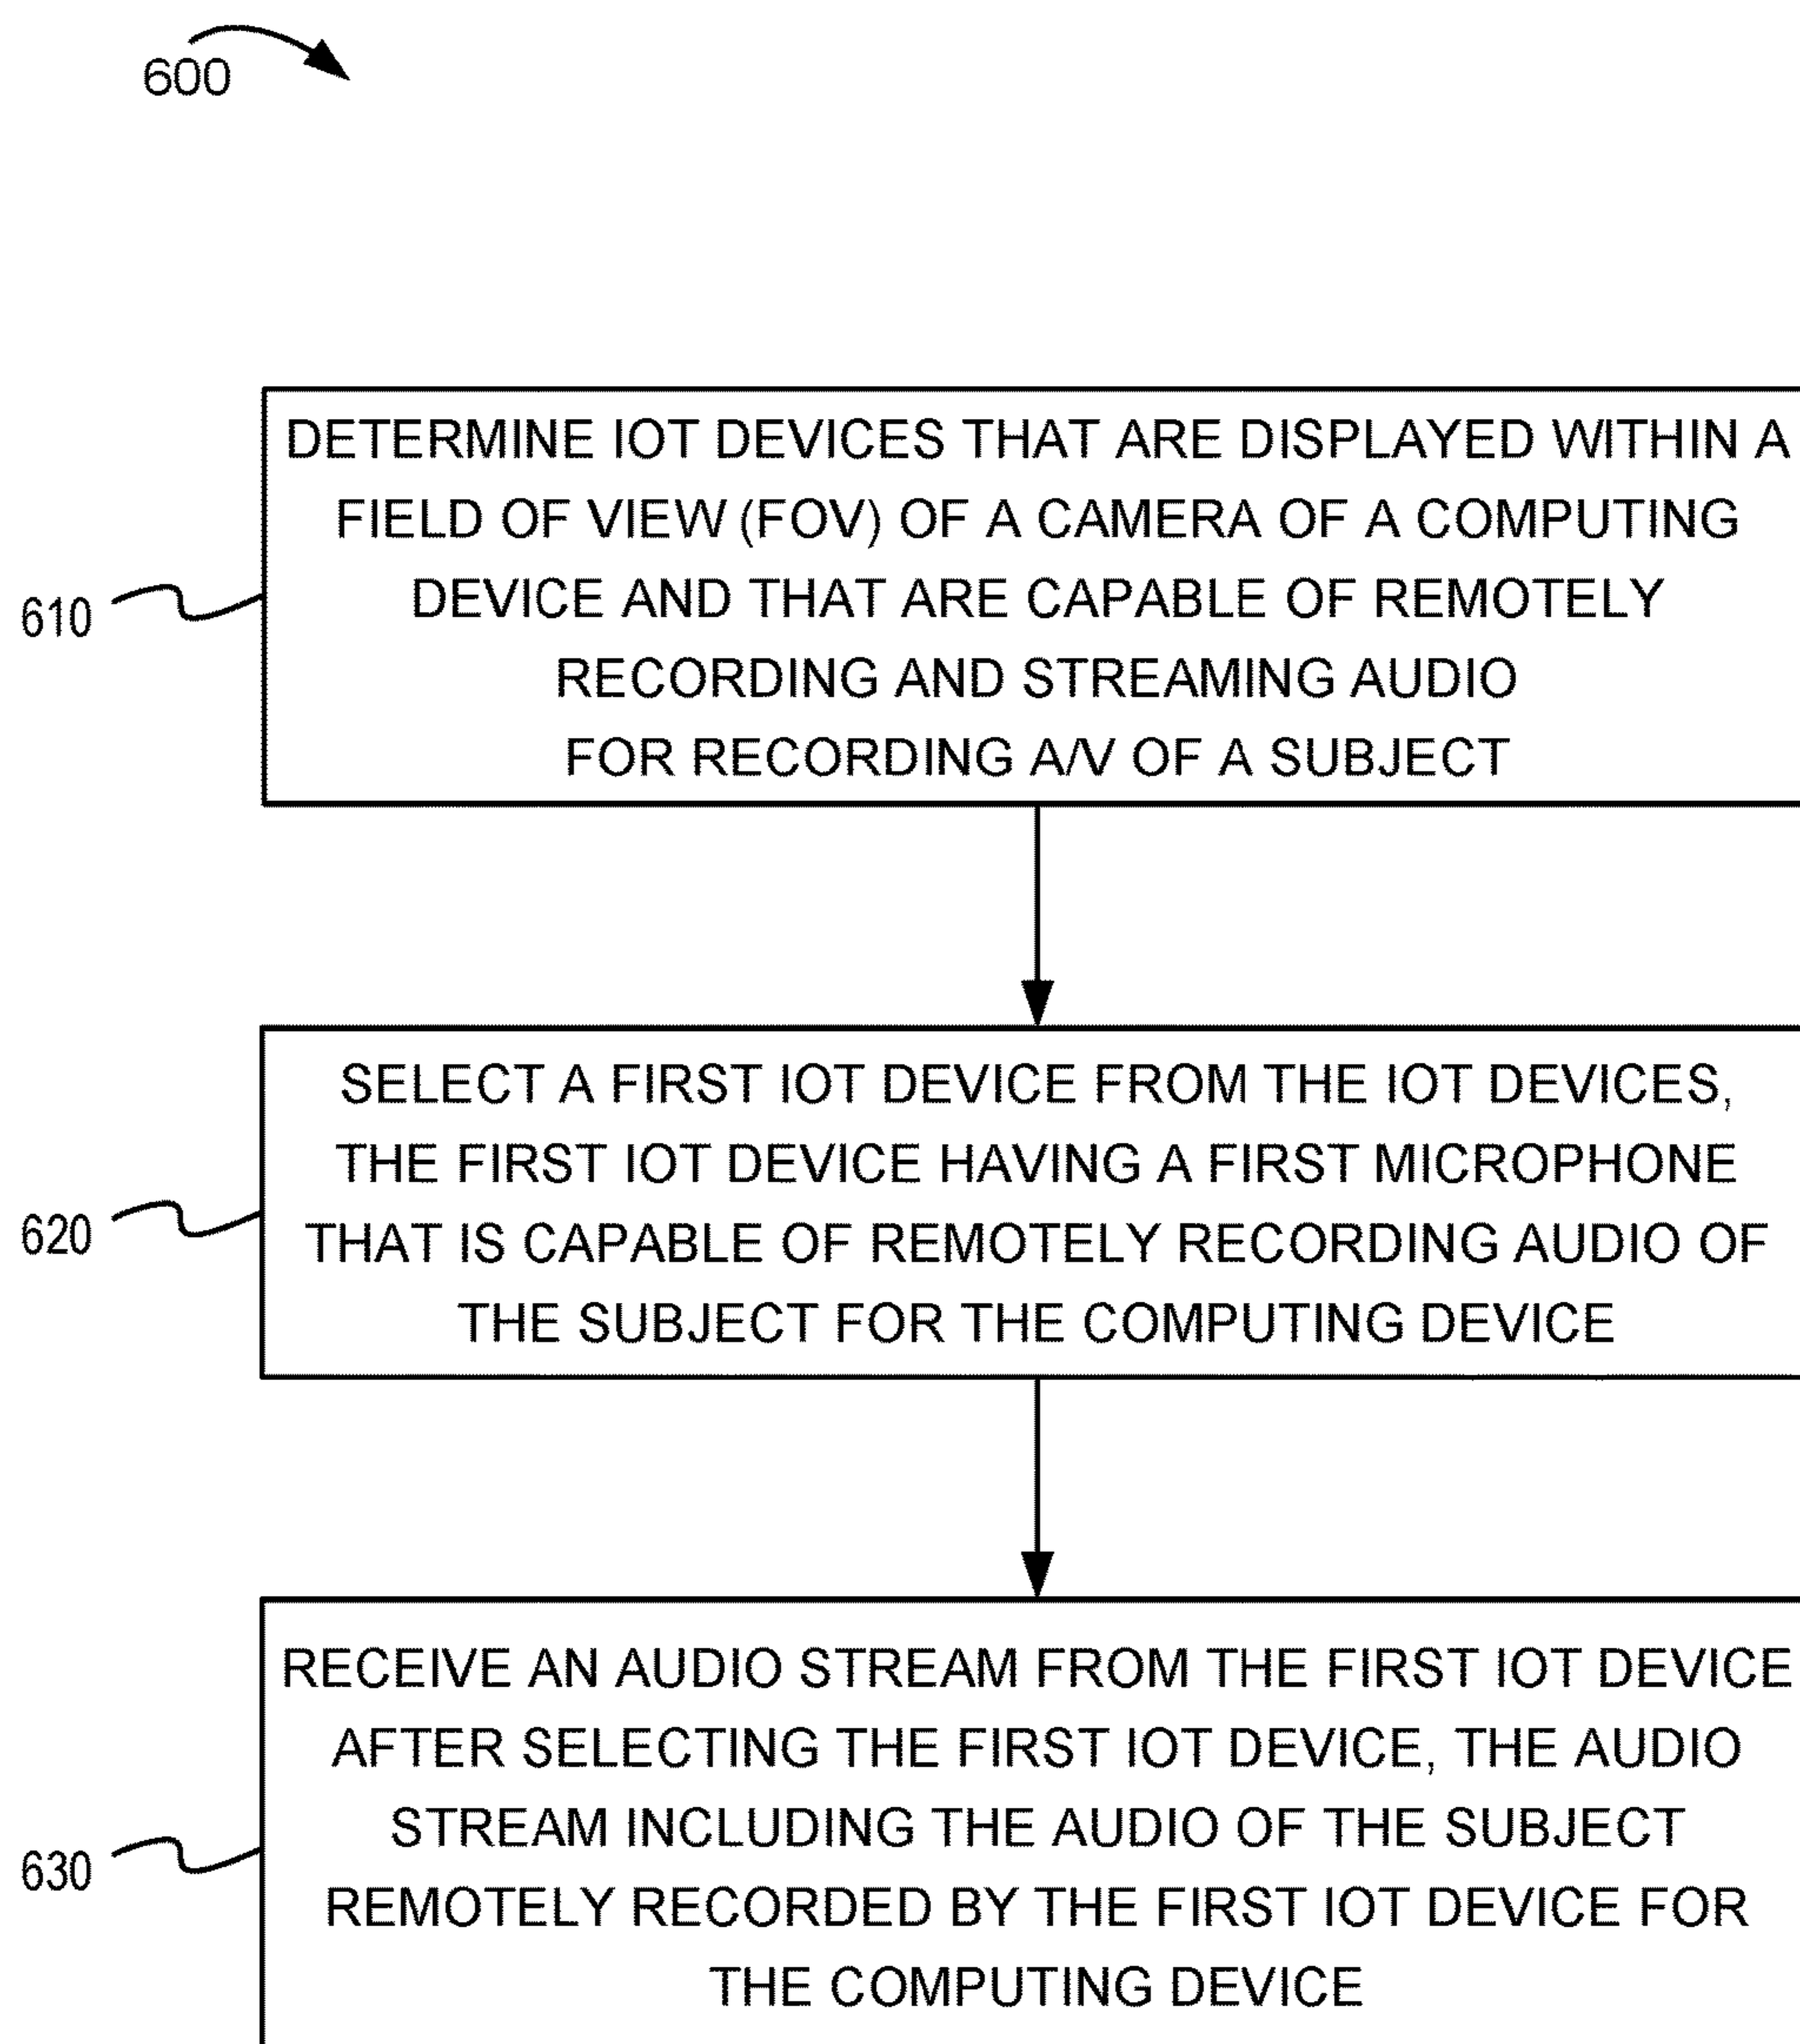 600
DETERMINE IOT DEVICES THAT ARE DISPLAYED WITHIN A
FIELD OF VIEW (FOV) OF A CAMERA OF A COMPUTING
DEVICE AND THAT ARE CAPABLE OF REMOTELY
RECORDING AND STREAMING AUDIO
FOR RECORDING A/V OF A SUBJECT
610
SELECT A FIRST IOT DEVICE FROM THE IOT DEVICES,
THE FIRST IOT DEVICE HAVING A FIRST MICROPHONE
THAT IS CAPABLE OF REMOTELY RECORDING AUDIO OF
THE SUBJECT FOR THE COMPUTING DEVICE
620
RECEIVE AN AUDIO STREAM FROM THE FIRST IOT DEVICE
AFTER SELECTING THE FIRST IOT DEVICE, THE AUDIO
STREAM INCLUDING THE AUDIO OF THE SUBJECT
REMOTELY RECORDED BY THE FIRST IOT DEVICE FOR
THE COMPUTING DEVICE
630